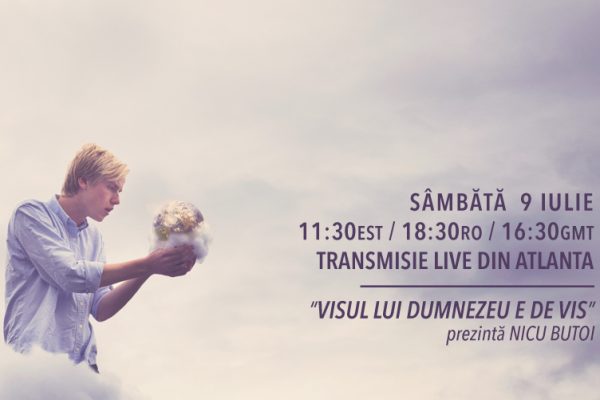 SÂMBĂTĂ 9 IULIE
11:30EST / 18:30RO / 16:30GMT
TRANSMISIE LIVE DIN ATLANTA
"VISUL LUI DUMNEZEU E DE VIS"
prezintă NICU BUTOI